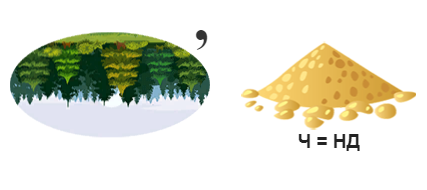 ,
Ч = НД